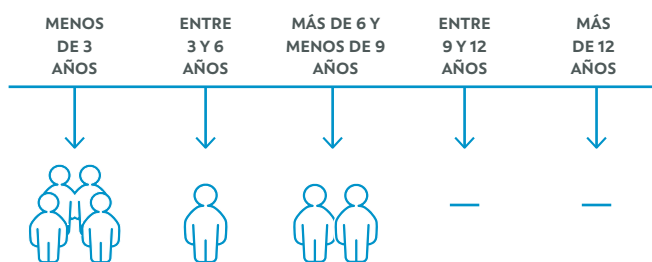 MENOS
DE 3
AÑOS
ENTRE
3 Y 6
AÑOS
MÁS DE 6 Y
MENOS DE 9
AÑOS
ENTRE
9 Y 12
AÑOS
MÁS
DE 12
AÑOS